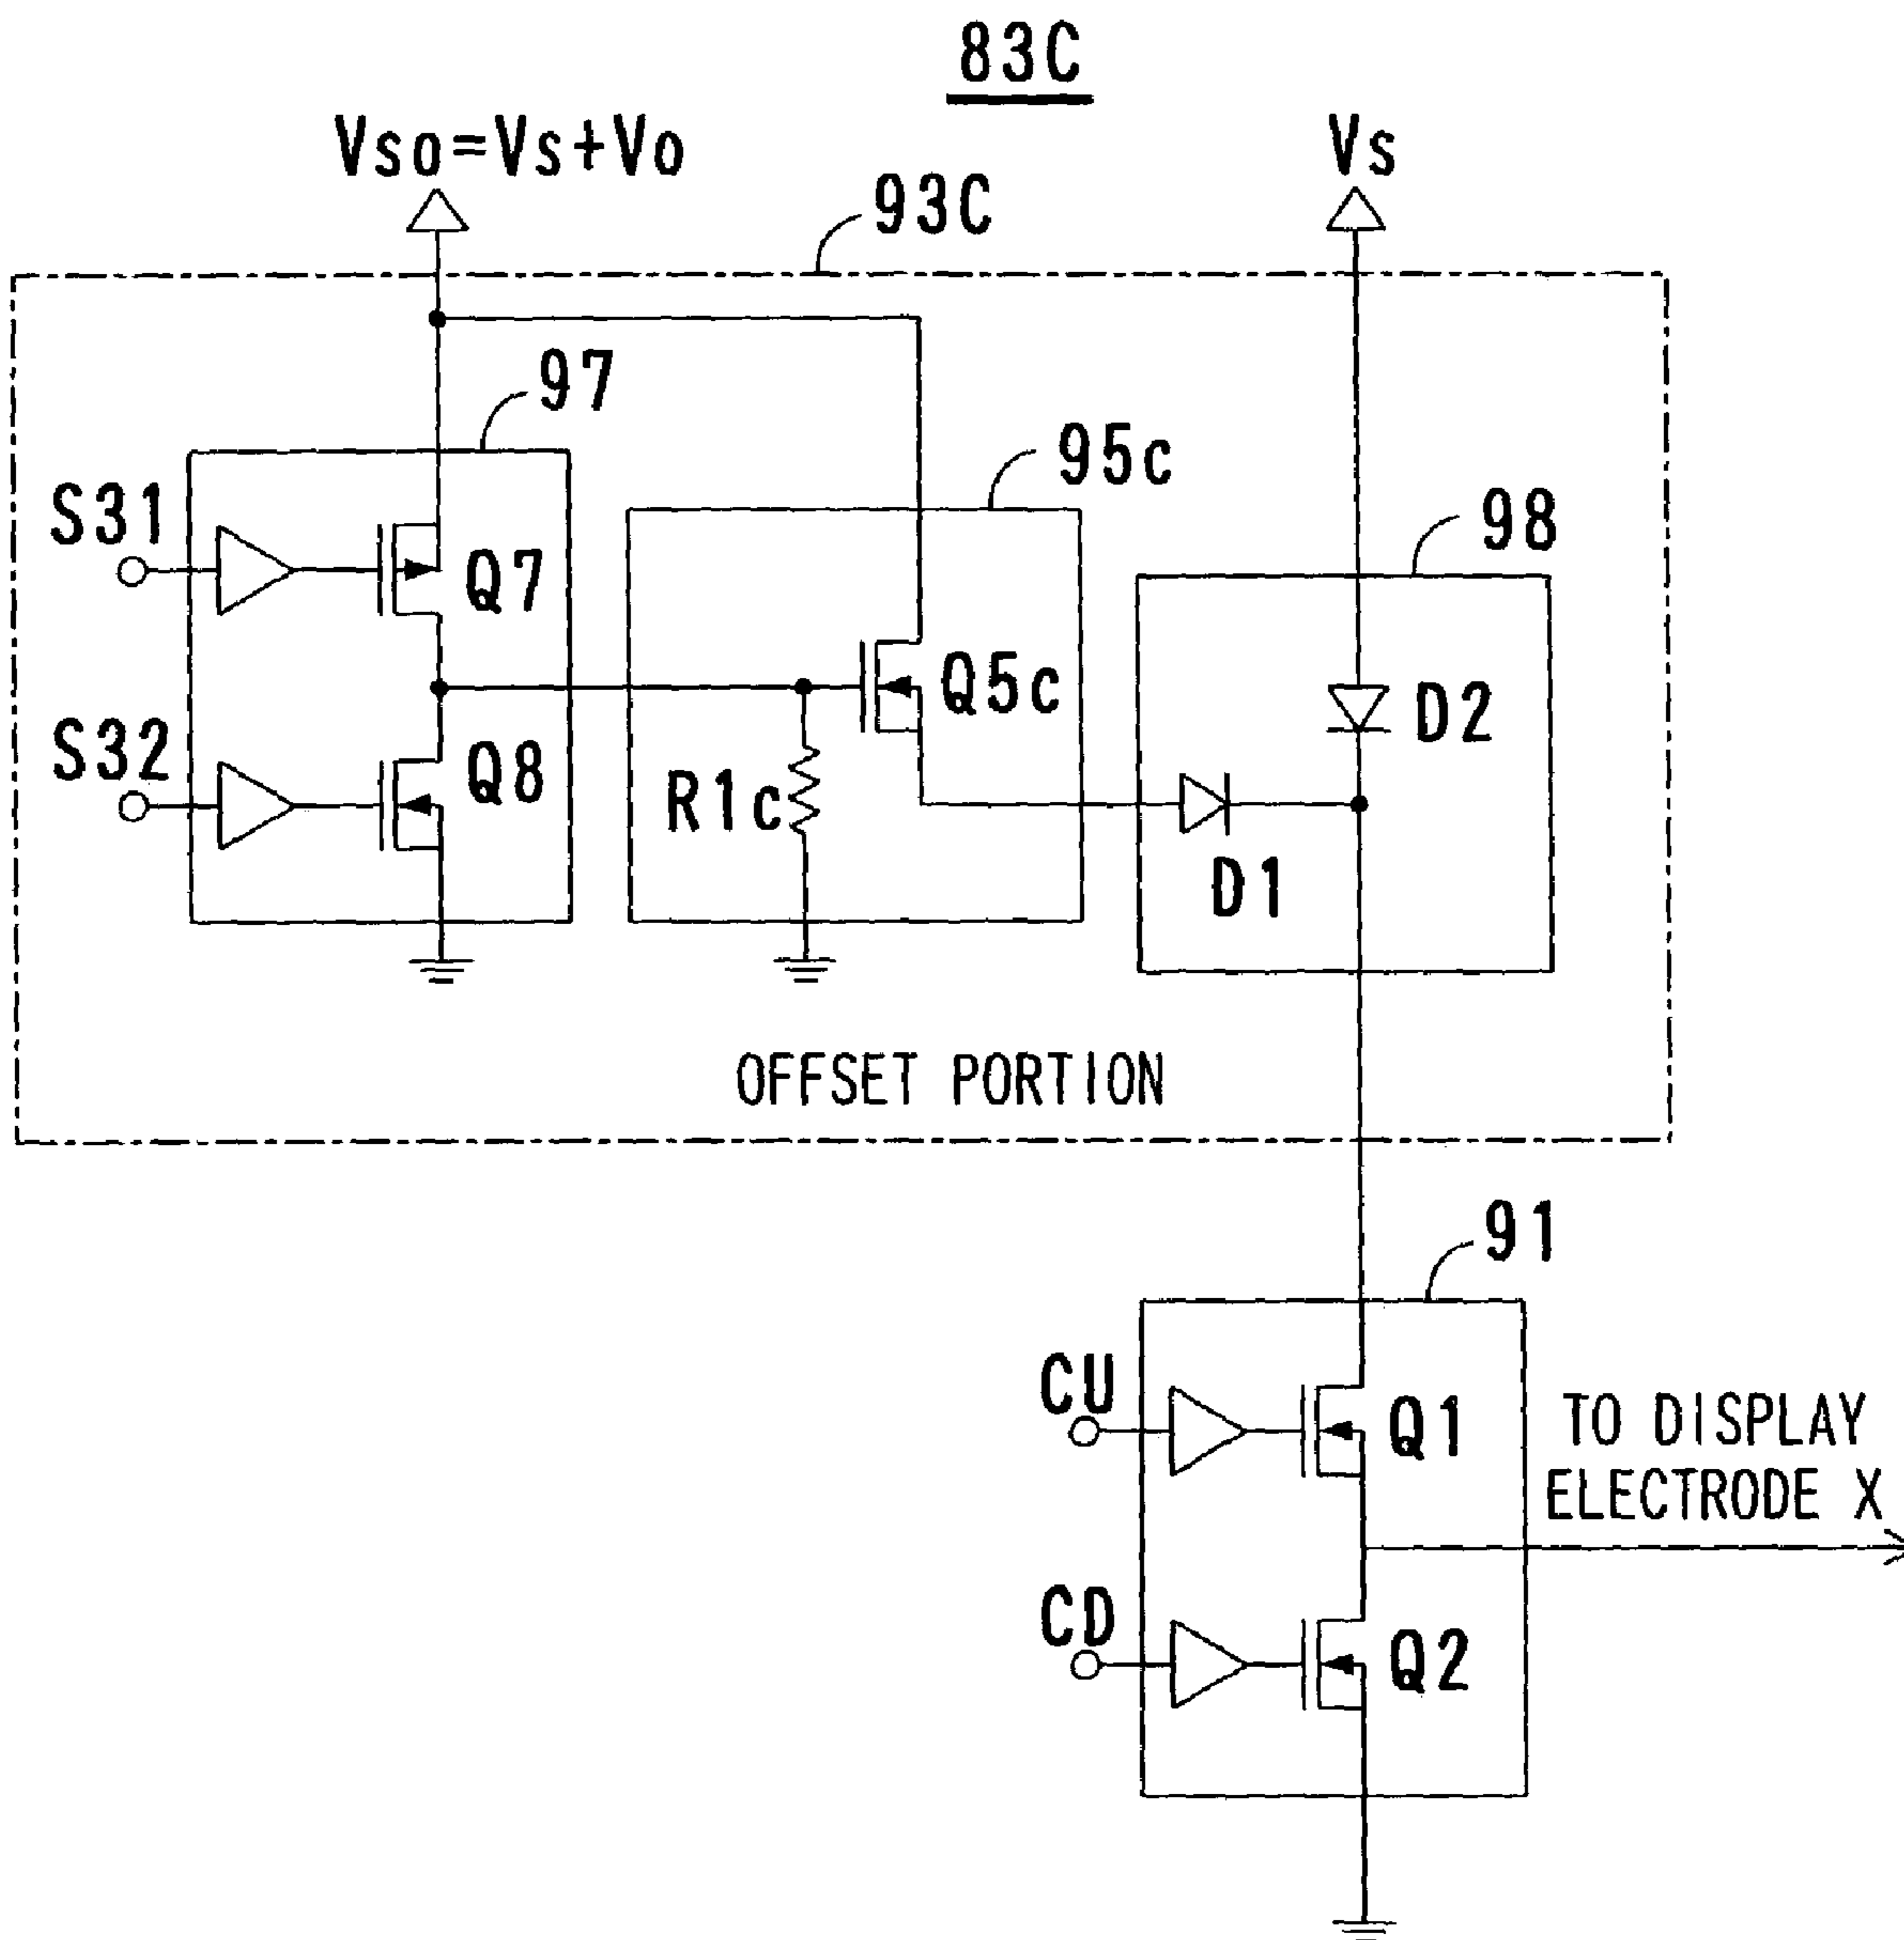 83C
Vso=Vs+Vo
Vs
93C
97
95c
98
S31
Q7
Q5c
D2
S32
Q8
R1c
D1
OFFSET PORTION
91
CU
Q1
TO DISPLAY
ELECTRODE X
CD
Q2